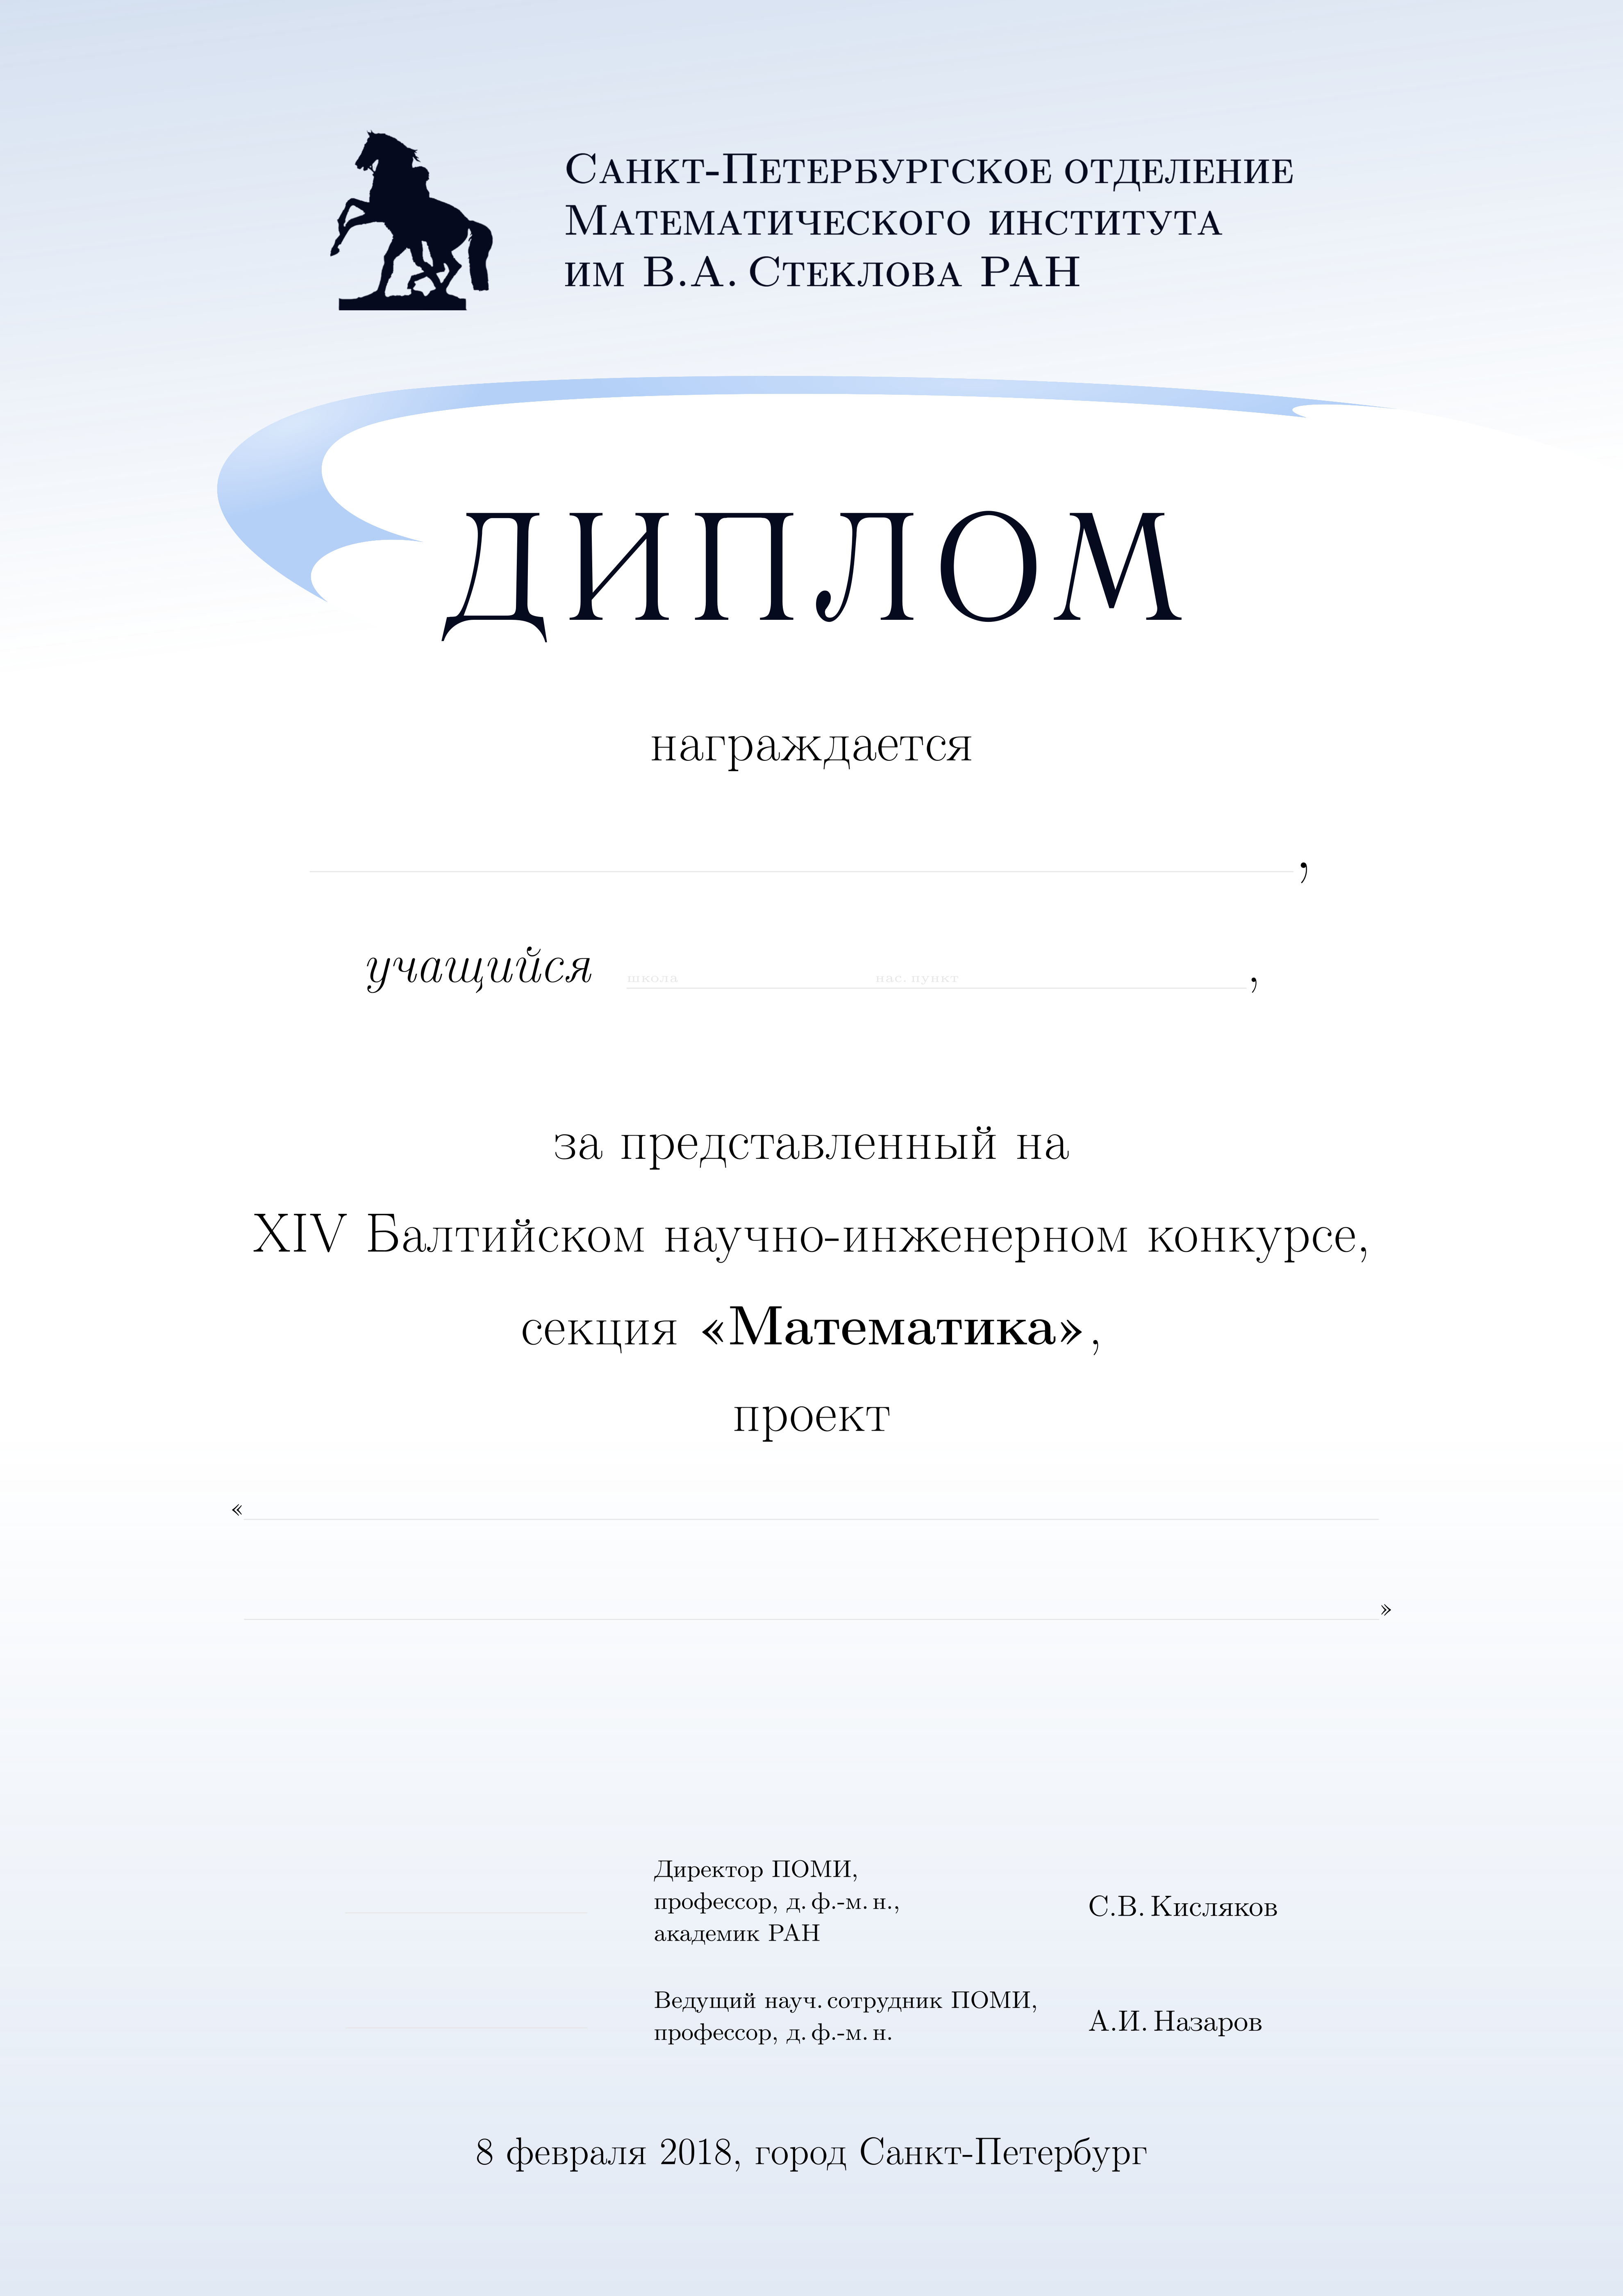 Санкт-Петербургское отделение
Математического института
им В.А. Стеклова РАН
ДИПЛОМ
награждается
,
учащийся школа нас. пункт ,
за представленный на
XIV Балтийском научно-инженерном конкурсе,
секция «Математика»,
проект
«
»
Директор ПОМИ,
профессор, д. ф.-м. н.,
академик РАН
С.В. Кисляков
Ведущий науч. сотрудник ПОМИ,
профессор, д. ф.-м. н.
А.И. Назаров
8 февраля 2018, город Санкт-Петербург